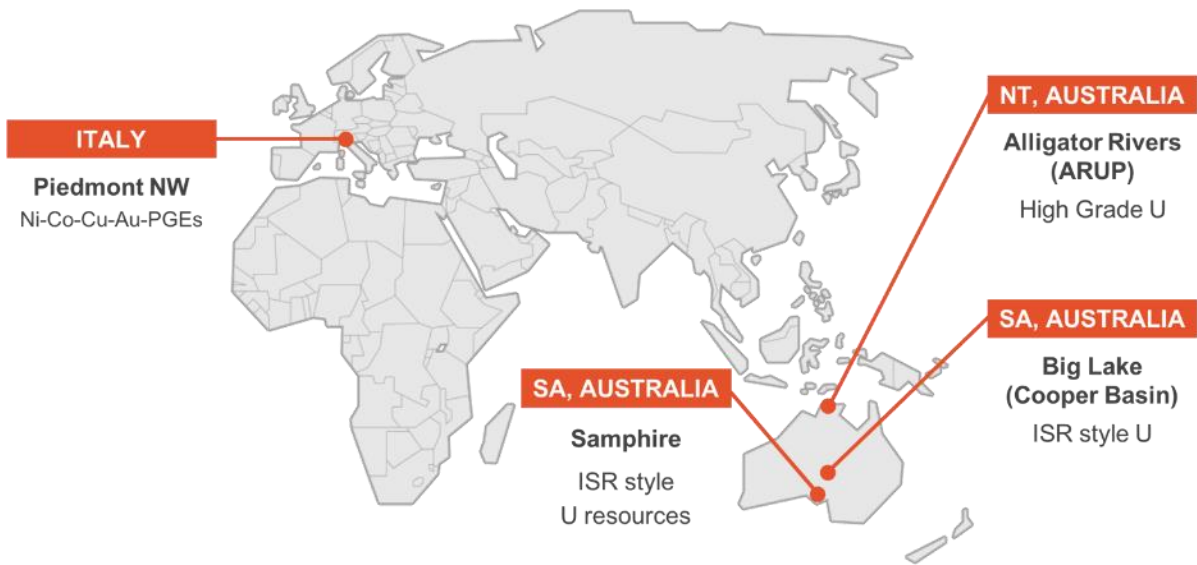 ITALY
Piedmont NW
Ni-Co-Cu-Au-PGEs
NT, AUSTRALIA
Alligator Rivers
(ARUP)
High Grade U
SA, AUSTRALIA
Big Lake
(Cooper Basin)
ISR style U
SA, AUSTRALIA
Samphire
ISR style
U resources